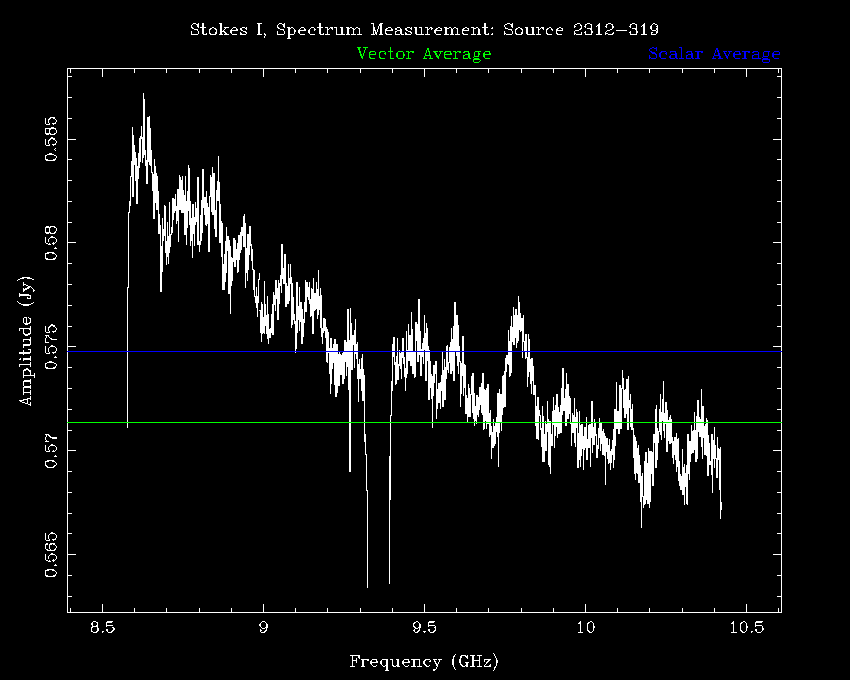 Stokes I, Spectrum Measurement: Source 2312-319
Vector Average
Scalar Average
0.585
0.58
0.575
0.57
0.565
Amplitude (Jy)
8.5
9
9.5
10
10.5
Frequency (GHz)